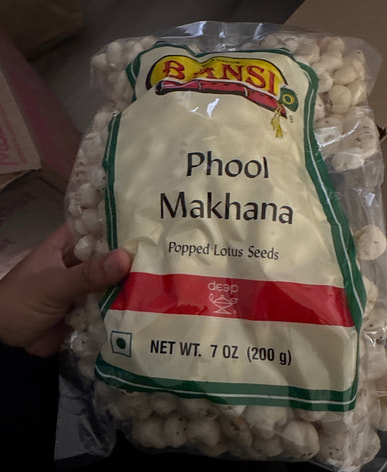 BANSI
Phool
Makhana
Popped Lotus Seeds
deep
NET WT. 7 OZ (200 g)